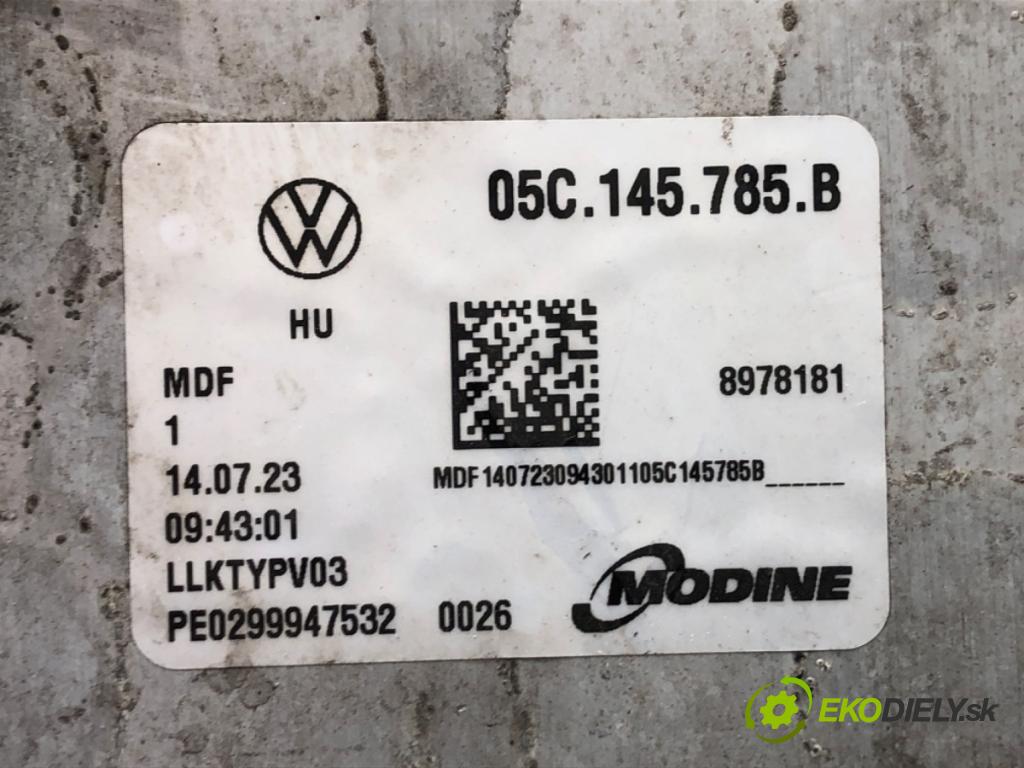 05C.145.785.B
HU
MDF
8978181
1
14.07.23
MDF140723094301105C145785B______
09:43:01
LLKTYPV03
MODINE
PE0299947532 0026
EKODIELY.sk